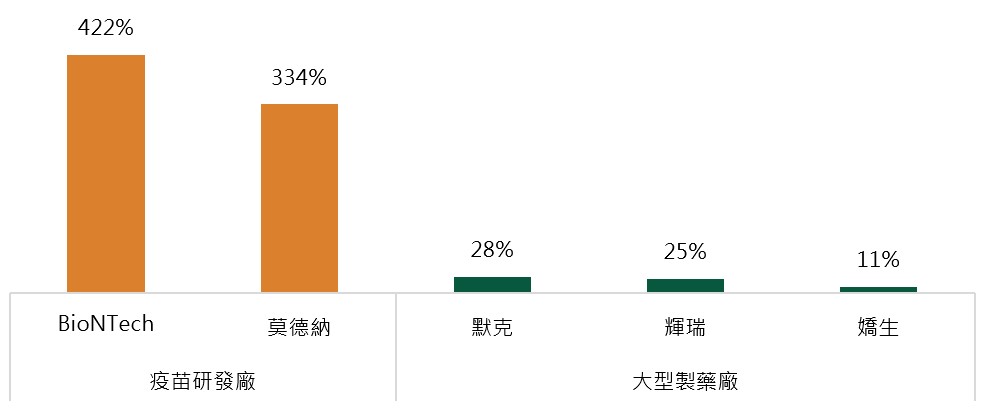 422%
334%
28%
25%
11%
BioNTech
莫德納
默克
輝瑞
嬌生
疫苗研發廠
大型製藥廠